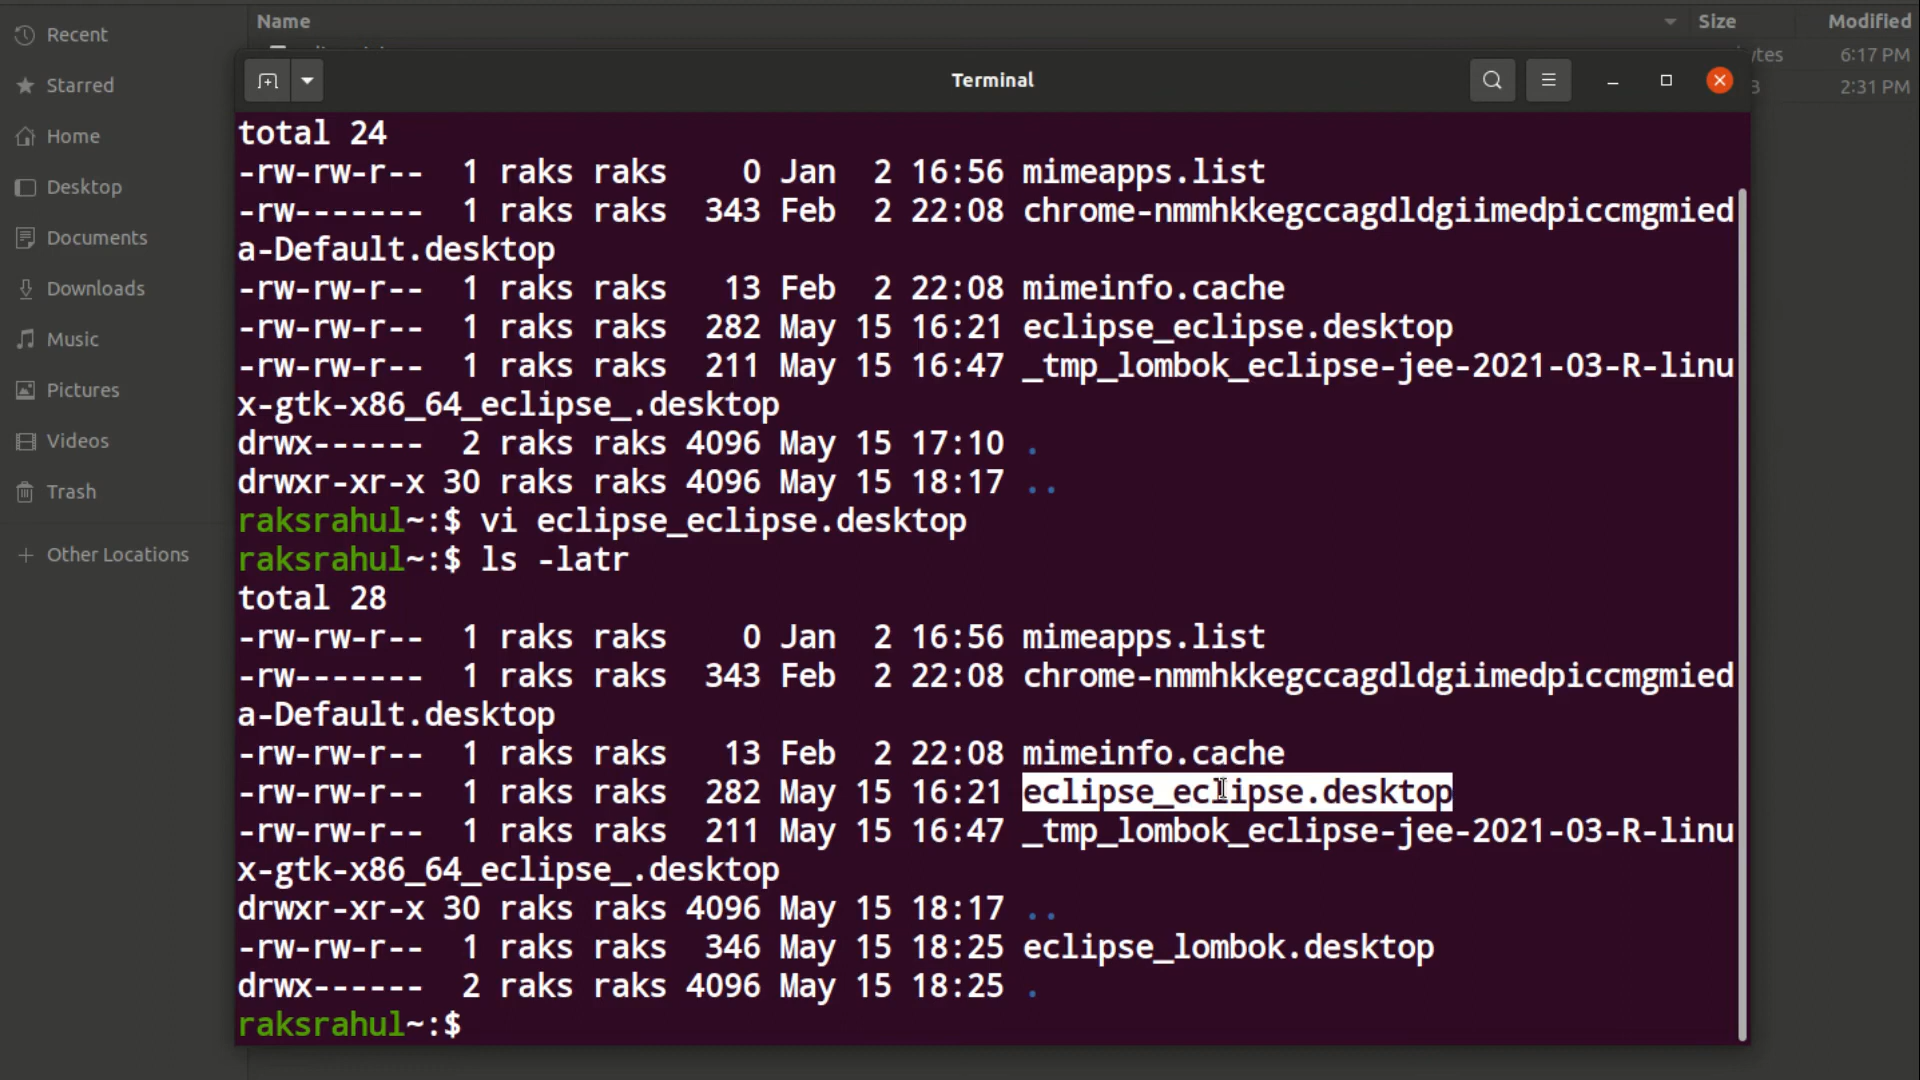 Name Size Modified
Recent
Starred
Home
Desktop
Documents
Downloads
Music
Pictures
Videos
Trash
+ Other Locations
6:17 PM
2:31 PM
Terminal
total 24
-rw-rw-r--  1 raks raks    0 Jan  2 16:56 mimeapps.list
-rw-------  1 raks raks  343 Feb  2 22:08 chrome-nmmhkkegccagdldgiimedpiccmgmied
a-Default.desktop
-rw-rw-r--  1 raks raks   13 Feb  2 22:08 mimeinfo.cache
-rw-rw-r--  1 raks raks  282 May 15 16:21 eclipse_eclipse.desktop
-rw-rw-r--  1 raks raks  211 May 15 16:47 _tmp_lombok_eclipse-jee-2021-03-R-linu
x-gtk-x86_64_eclipse_.desktop
drwx------  2 raks raks 4096 May 15 17:10 .
drwxr-xr-x 30 raks raks 4096 May 15 18:17 ..
raksrahul~:$ vi eclipse_eclipse.desktop
raksrahul~:$ ls -latr
total 28
-rw-rw-r--  1 raks raks    0 Jan  2 16:56 mimeapps.list
-rw-------  1 raks raks  343 Feb  2 22:08 chrome-nmmhkkegccagdldgiimedpiccmgmied
a-Default.desktop
-rw-rw-r--  1 raks raks   13 Feb  2 22:08 mimeinfo.cache
-rw-rw-r--  1 raks raks  282 May 15 16:21 eclipse_eclipse.desktop
-rw-rw-r--  1 raks raks  211 May 15 16:47 _tmp_lombok_eclipse-jee-2021-03-R-linu
x-gtk-x86_64_eclipse_.desktop
drwxr-xr-x 30 raks raks 4096 May 15 18:17 ..
-rw-rw-r--  1 raks raks  346 May 15 18:25 eclipse_lombok.desktop
drwx------  2 raks raks 4096 May 15 18:25 .
raksrahul~:$